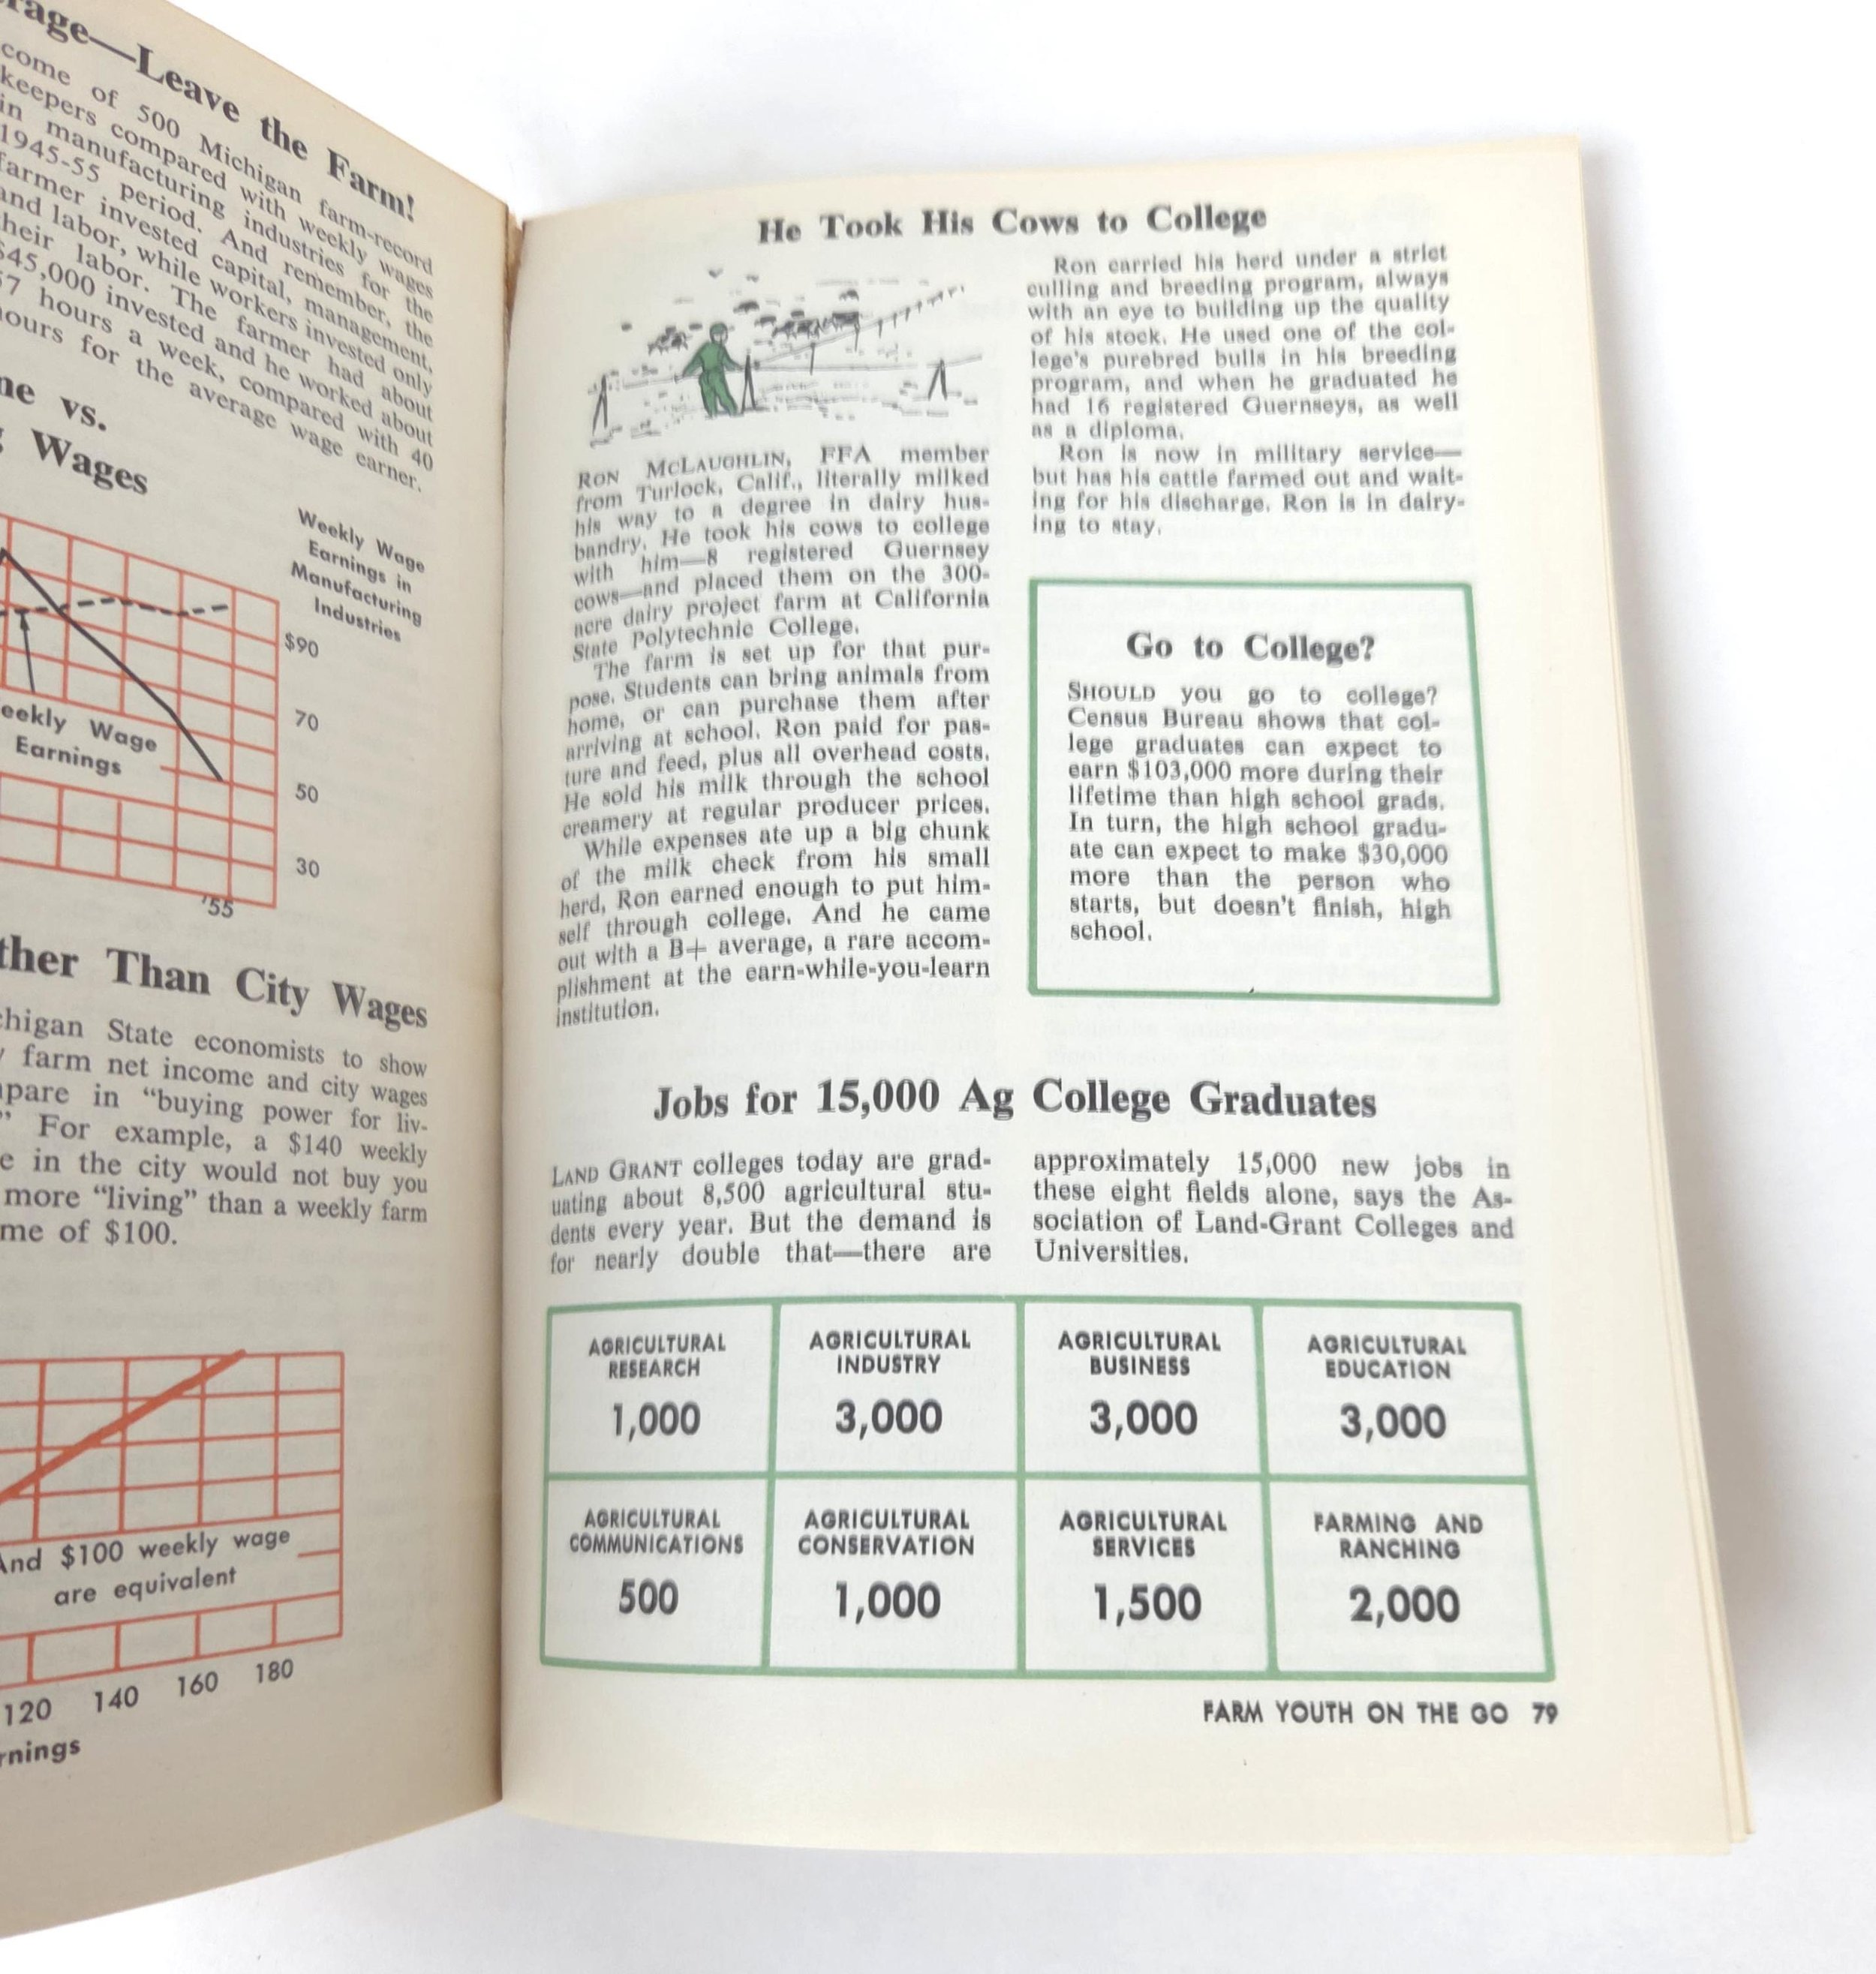 rage—Leave the Farm!
come of 500 Michigan farm-record
keepers compared with weekly wages
in manufacturing industries for the
1945-55 period. And remember, the
farmer invested capital, management,
and labor, while workers invested only
their labor. The farmer had about
$45,000 invested and he worked about
57 hours a week, compared with 40
hours for the average wage earner.
me vs.
g Wages
Weekly Wage
Earnings in
Manufacturing
Industries
$90
70
50
30
eekly Wage
Earnings
'55
ther Than City Wages
chigan State economists to show
y farm net income and city wages
mpare in “buying power for liv-
” For example, a $140 weekly
e in the city would not buy you
more “living” than a weekly farm
me of $100.
And $100 weekly wage
are equivalent
120 140 160 180
rnings
He Took His Cows to College
RON MCLAUGHLIN, FFA member
from Turlock, Calif., literally milked
his way to a degree in dairy hus-
bandry. He took his cows to college
with him—8 registered Guernsey
cows—and placed them on the 300-
acre dairy project farm at California
State Polytechnic College.
The farm is set up for that pur-
pose. Students can bring animals from
home, or can purchase them after
arriving at school. Ron paid for pas-
ture and feed, plus all overhead costs.
He sold his milk through the school
creamery at regular producer prices.
While expenses ate up a big chunk
of the milk check from his small
herd, Ron earned enough to put him-
self through college. And he came
out with a B+ average, a rare accom-
plishment at the earn-while-you-learn
institution.
Ron carried his herd under a strict
culling and breeding program, always
with an eye to building up the quality
of his stock. He used one of the col-
lege's purebred bulls in his breeding
program, and when he graduated he
had 16 registered Guernseys, as well
as a diploma.
Ron is now in military service—
but has his cattle farmed out and wait-
ing for his discharge. Ron is in dairy-
ing to stay.
Go to College?
SHOULD you go to college?
Census Bureau shows that col-
lege graduates can expect to
earn $103,000 more during their
lifetime than high school grads.
In turn, the high school gradu-
ate can expect to make $30,000
more than the person who
starts, but doesn't finish, high
school.
Jobs for 15,000 Ag College Graduates
LAND GRANT colleges today are grad-
uating about 8,500 agricultural stu-
dents every year. But the demand is
for nearly double that—there are
approximately 15,000 new jobs in
these eight fields alone, says the As-
sociation of Land-Grant Colleges and
Universities.
AGRICULTURAL
RESEARCH
1,000
AGRICULTURAL
INDUSTRY
3,000
AGRICULTURAL
BUSINESS
3,000
AGRICULTURAL
EDUCATION
3,000
AGRICULTURAL
COMMUNICATIONS
500
AGRICULTURAL
CONSERVATION
1,000
AGRICULTURAL
SERVICES
1,500
FARMING AND
RANCHING
2,000
FARM YOUTH ON THE GO 79